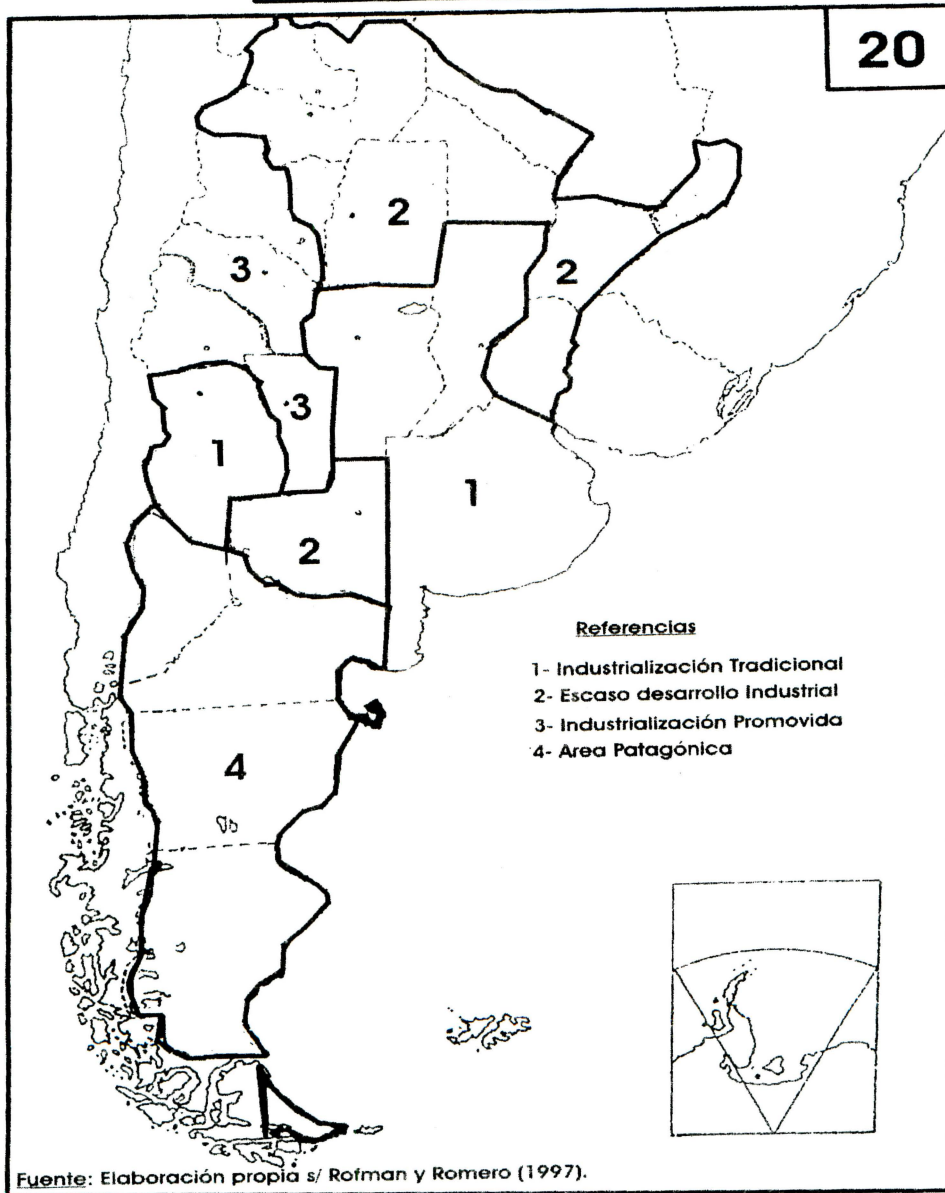 20
2
3
2
3
1
1
2
Referencias
1- Industrialización Tradicional
2- Escaso desarrollo Industrial
3- Industrialización Promovida
4- Area Patagónica
4
Fuente: Elaboración propia s/ Rofman y Romero (1997).